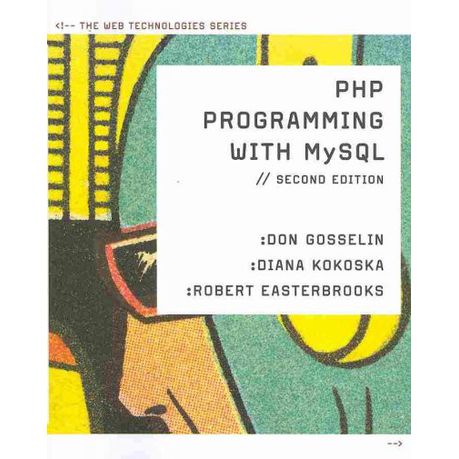 <!-- THE WEB TECHNOLOGIES SERIES
PHP
PROGRAMMING
WITH MySQL
// SECOND EDITION
:DON GOSSELIN
:DIANA KOKOSKA
:ROBERT EASTERBROOKS
-->